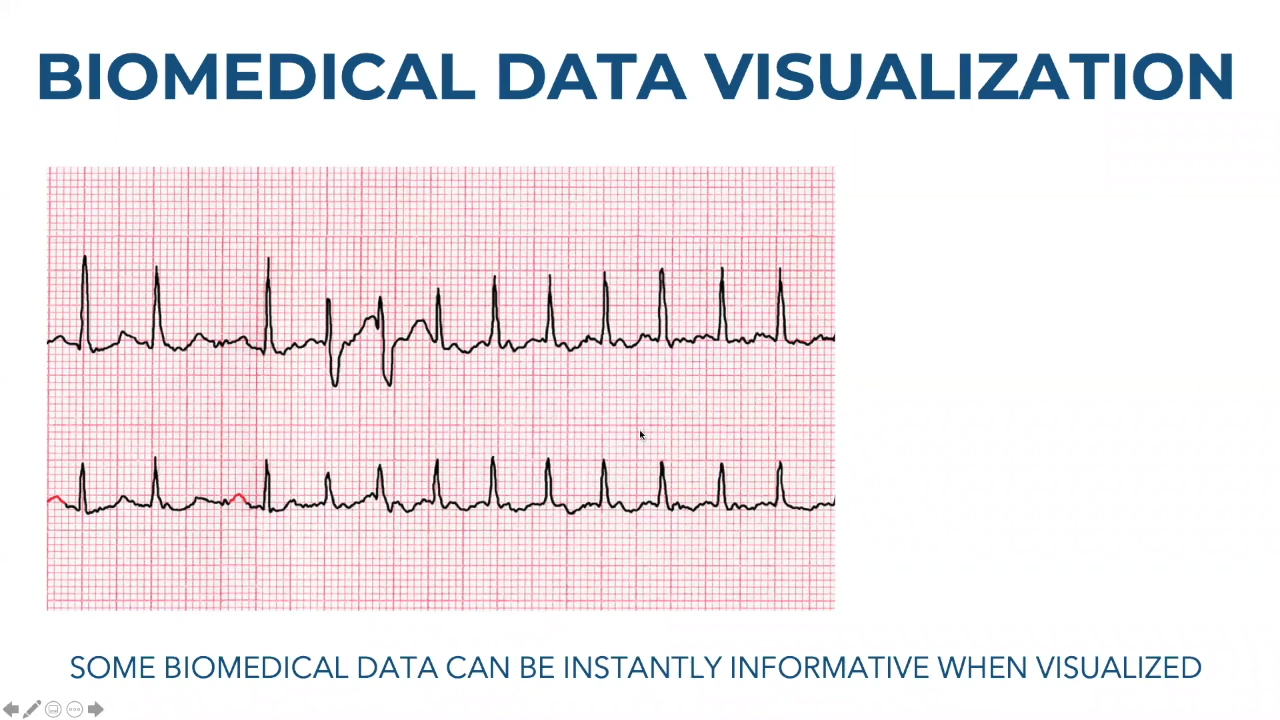 BIOMEDICAL DATA VISUALIZATION
SOME BIOMEDICAL DATA CAN BE INSTANTLY INFORMATIVE WHEN VISUALIZED